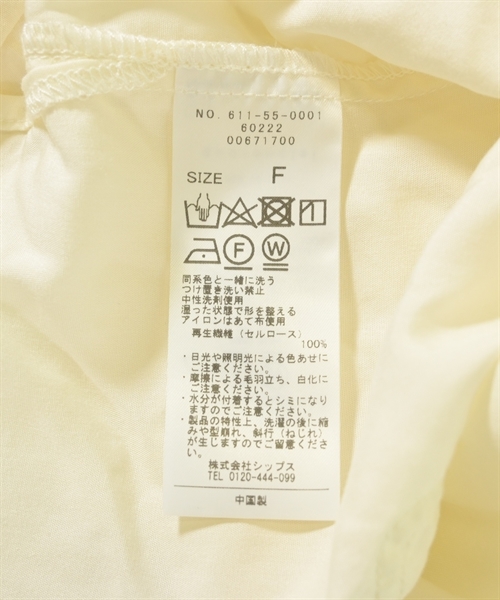 NO. 611-55-0001
60222
00671700
SIZE F
F W
同系色と一緒に洗う
つけ置き洗い禁止
中性洗剤使用
湿った状態で形を整える
アイロンはあて布使用
再生繊維（セルロース）
100%
・日光や照明光による色あせに
ご注意ください。
・摩擦による毛羽立ち、白化に
ご注意ください。
・水分が付着するとシミになり
ますのでご注意ください。
・製品の特性上、洗濯の後に縮
みや型崩れ、斜行（ねじれ）
が生じますのでご留意ください。
株式会社シップス
TEL 0120-444-099
中国製